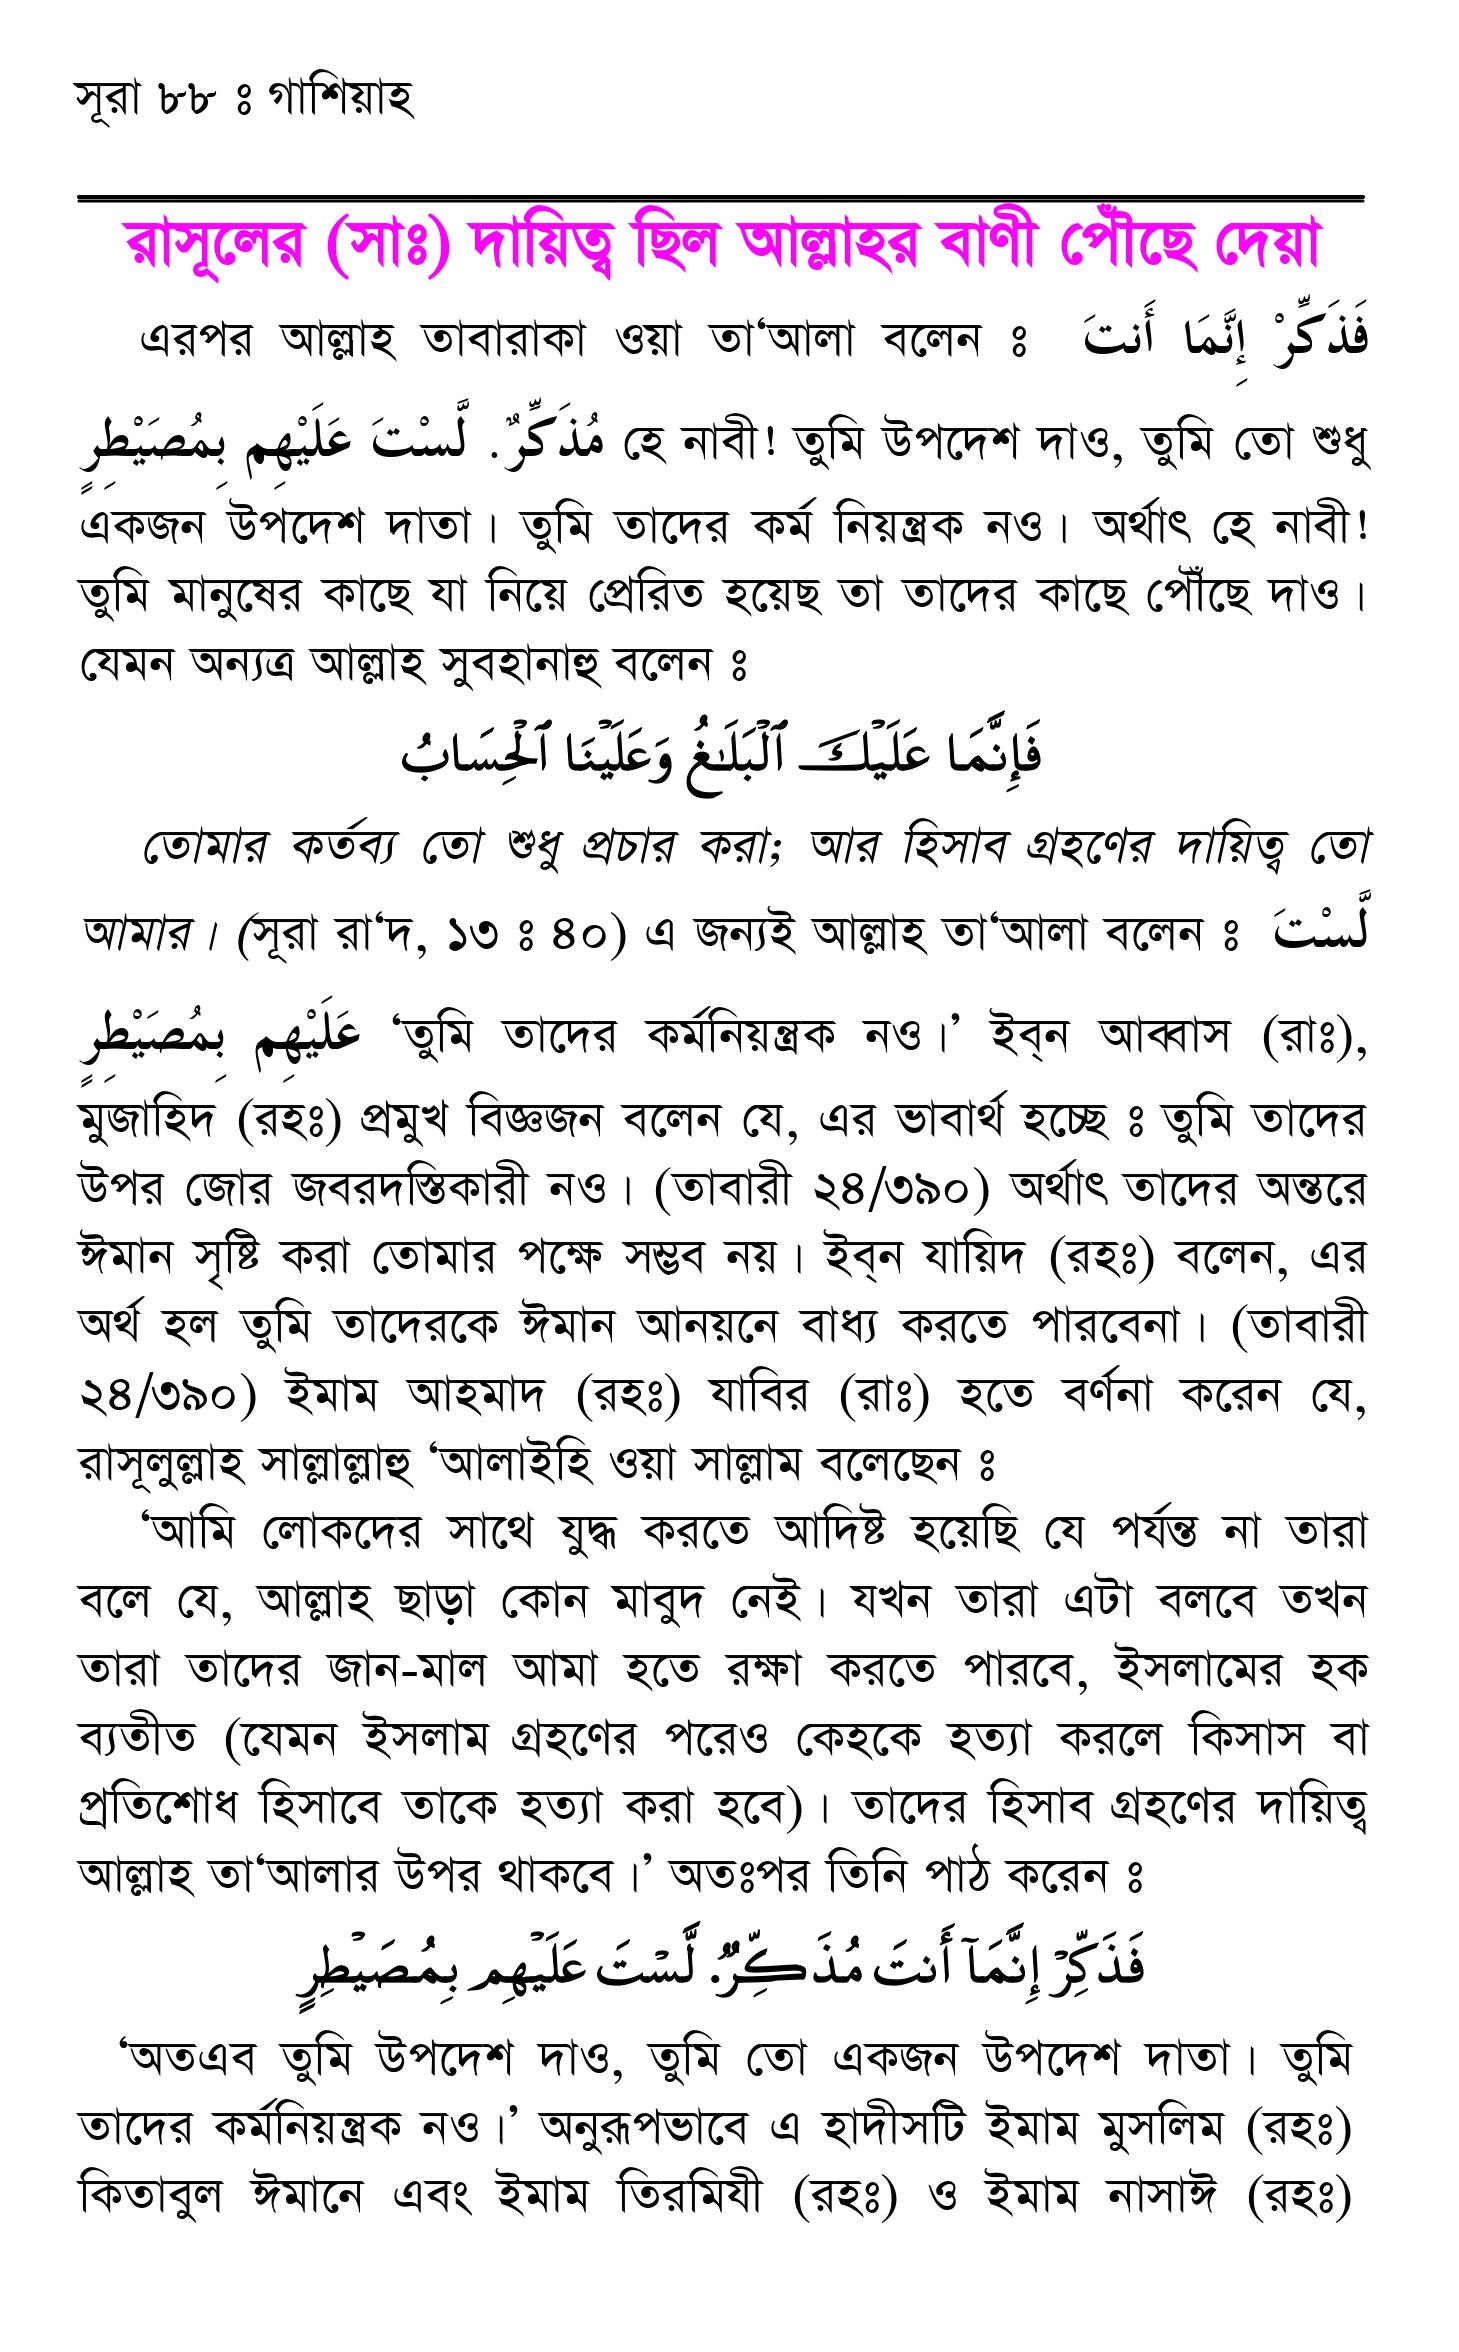 সূরা ৮৮ ঃ গাশিয়াহ
রাসূলের (সাঃ) দায়িত্ব ছিল আল্লাহর বাণী পৌঁছে দেয়া
এরপর আল্লাহ তাবারাকা ওয়া তা‘আলা বলেন ঃ فَذَكِّرْ إِنَّمَا أَنتَ
مُذَكِّرٌ. لَّسْتَ عَلَيْهِم بِمُصَيْطِرٍ হে নাবী! তুমি উপদেশ দাও, তুমি তো শুধু
একজন উপদেশ দাতা। তুমি তাদের কর্ম নিয়ন্ত্রক নও। অর্থাৎ হে নাবী!
তুমি মানুষের কাছে যা নিয়ে প্রেরিত হয়েছ তা তাদের কাছে পৌঁছে দাও।
যেমন অন্যত্র আল্লাহ সুবহানাহু বলেন ঃ
فَإِنَّمَا عَلَيْكَ ٱلْبَلَـٰغُ وَعَلَيْنَا ٱلْحِسَابُ
তোমার কর্তব্য তো শুধু প্রচার করা; আর হিসাব গ্রহণের দায়িত্ব তো
আমার। (সূরা রা‘দ, ১৩ ঃ ৪০) এ জন্যই আল্লাহ তা‘আলা বলেন ঃ لَّسْتَ
عَلَيْهِم بِمُصَيْطِرٍ ‘তুমি তাদের কর্মনিয়ন্ত্রক নও।’ ইব্‌ন আব্বাস (রাঃ),
মুজাহিদ (রহঃ) প্রমুখ বিজ্ঞজন বলেন যে, এর ভাবার্থ হচ্ছে ঃ তুমি তাদের
উপর জোর জবরদস্তিকারী নও। (তাবারী ২৪/৩৯০) অর্থাৎ তাদের অন্তরে
ঈমান সৃষ্টি করা তোমার পক্ষে সম্ভব নয়। ইব্‌ন যায়িদ (রহঃ) বলেন, এর
অর্থ হল তুমি তাদেরকে ঈমান আনয়নে বাধ্য করতে পারবেনা। (তাবারী
২৪/৩৯০) ইমাম আহমাদ (রহঃ) যাবির (রাঃ) হতে বর্ণনা করেন যে,
রাসূলুল্লাহ সাল্লাল্লাহু ‘আলাইহি ওয়া সাল্লাম বলেছেন ঃ
‘আমি লোকদের সাথে যুদ্ধ করতে আদিষ্ট হয়েছি যে পর্যন্ত না তারা
বলে যে, আল্লাহ ছাড়া কোন মাবুদ নেই। যখন তারা এটা বলবে তখন
তারা তাদের জান-মাল আমা হতে রক্ষা করতে পারবে, ইসলামের হক
ব্যতীত (যেমন ইসলাম গ্রহণের পরেও কেহকে হত্যা করলে কিসাস বা
প্রতিশোধ হিসাবে তাকে হত্যা করা হবে)। তাদের হিসাব গ্রহণের দায়িত্ব
আল্লাহ তা‘আলার উপর থাকবে।’ অতঃপর তিনি পাঠ করেন ঃ
فَذَكِّرْ إِنَّمَآ أَنتَ مُذَكِّرٌ. لَّسْتَ عَلَيْهِم بِمُصَيْطِرٍ
‘অতএব তুমি উপদেশ দাও, তুমি তো একজন উপদেশ দাতা। তুমি
তাদের কর্মনিয়ন্ত্রক নও।’ অনুরূপভাবে এ হাদীসটি ইমাম মুসলিম (রহঃ)
কিতাবুল ঈমানে এবং ইমাম তিরমিযী (রহঃ) ও ইমাম নাসাঈ (রহঃ)